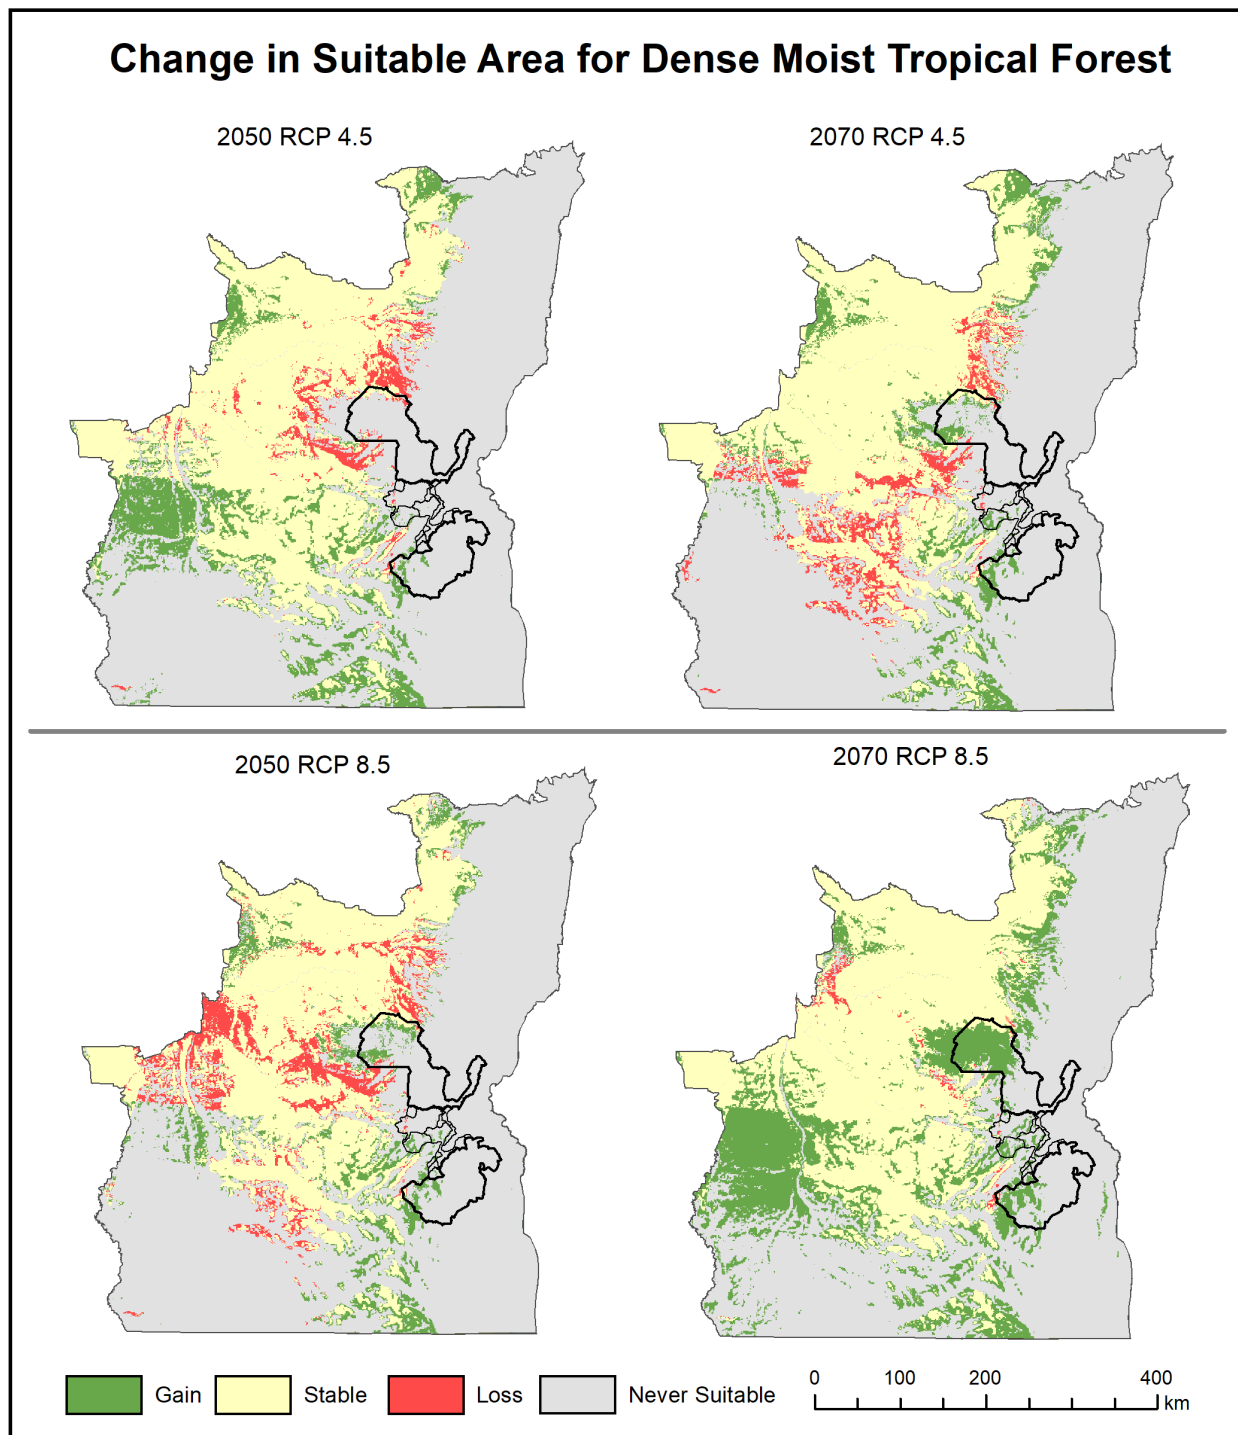 Change in Suitable Area for Dense Moist Tropical Forest
2050 RCP 4.5
2070 RCP 4.5
2050 RCP 8.5
2070 RCP 8.5
Gain
Stable
Loss
Never Suitable
0 100 200 400
km